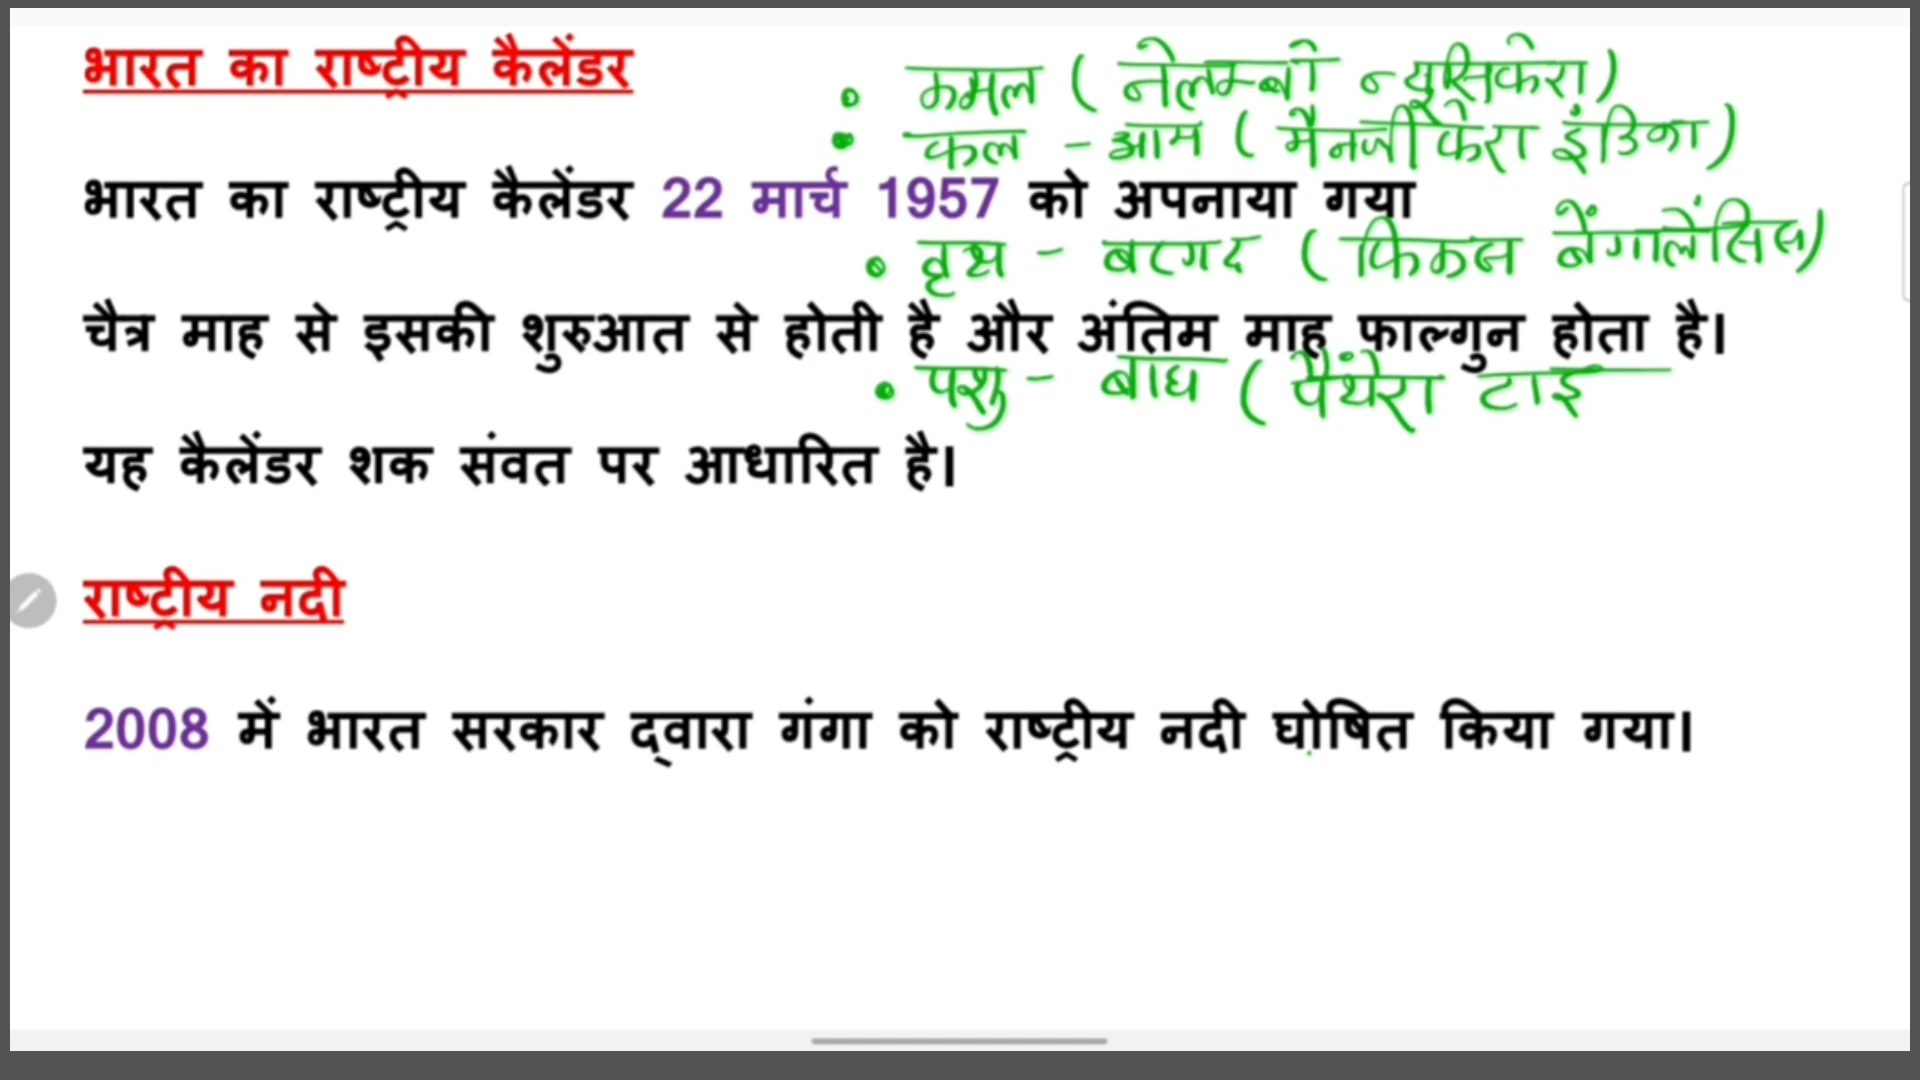 भारत का राष्ट्रीय कैलेंडर
• कमल ( नेलम्बो न्यूसिफेरा )
• फल - आम ( मैनजीफेरा इंडिका )
भारत का राष्ट्रीय कैलेंडर 22 मार्च 1957 को अपनाया गया
• वृक्ष - बरगद ( फिकस बेंगालेंसिस )
चैत्र माह से इसकी शुरुआत से होती है और अंतिम माह फाल्गुन होता है।
• पशु - बाघ ( पैंथेरा टाइ
यह कैलेंडर शक संवत पर आधारित है।
राष्ट्रीय नदी
2008 में भारत सरकार द्वारा गंगा को राष्ट्रीय नदी घोषित किया गया।